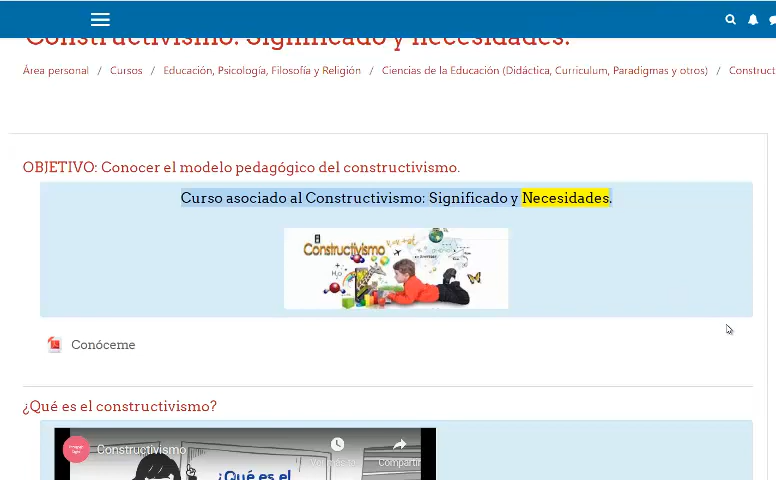 Constructivismo: Significado y necesidades.
Área personal / Cursos / Educación, Psicología, Filosofía y Religión / Ciencias de la Educación (Didáctica, Curriculum, Paradigmas y otros) / Construct
OBJETIVO: Conocer el modelo pedagógico del constructivismo.
Curso asociado al Constructivismo: Significado y Necesidades.
Constructivismo
H₂O
Conóceme
¿Qué es el constructivismo?
Constructivismo
¿Qué es el
Compartir